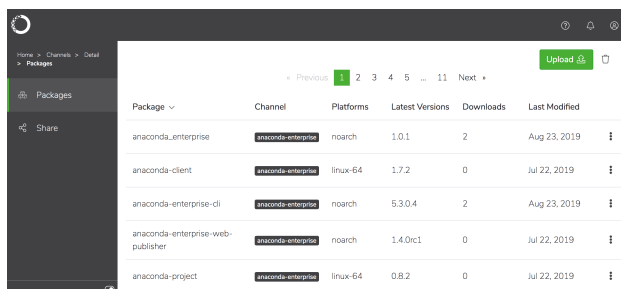 Home > Channels > Detail
> Packages
Packages
Share
Upload
« Previous 1 2 3 4 5 ... 11 Next »
Package Channel Platforms Latest Versions Downloads Last Modified
anaconda_enterprise anaconda-enterprise noarch 1.0.1 2 Aug 23, 2019
anaconda-client anaconda-enterprise linux-64 1.7.2 0 Jul 22, 2019
anaconda-enterprise-cli anaconda-enterprise noarch 5.3.0.4 2 Aug 23, 2019
anaconda-enterprise-web-
publisher anaconda-enterprise noarch 1.4.0rc1 0 Jul 22, 2019
anaconda-project anaconda-enterprise linux-64 0.8.2 0 Jul 22, 2019